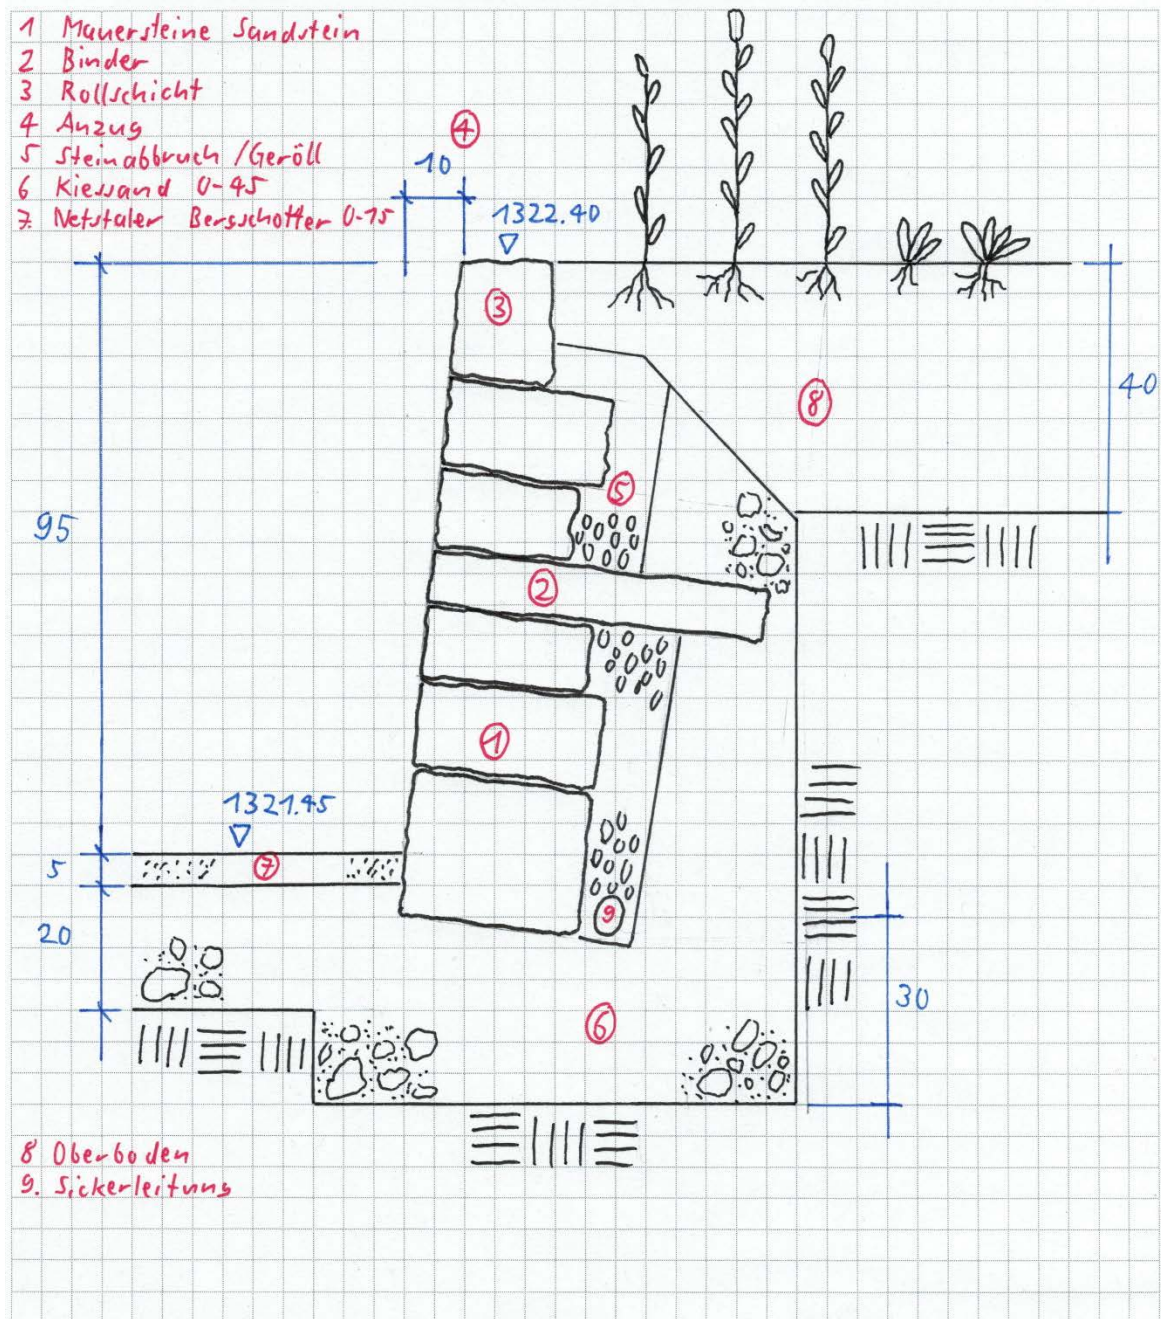 1 Mauersteine Sandstein
2 Binder
3 Rollschicht
4 Anzug
5 Steinabbruch / Geröll
6 Kiessand 0-45
7. Netstaler Bergschotter 0-15
4
10
1322.40
3
8
40
5
95
2
1
1321.45
5
7
9
20
30
6
8 Oberboden
9. Sickerleitung